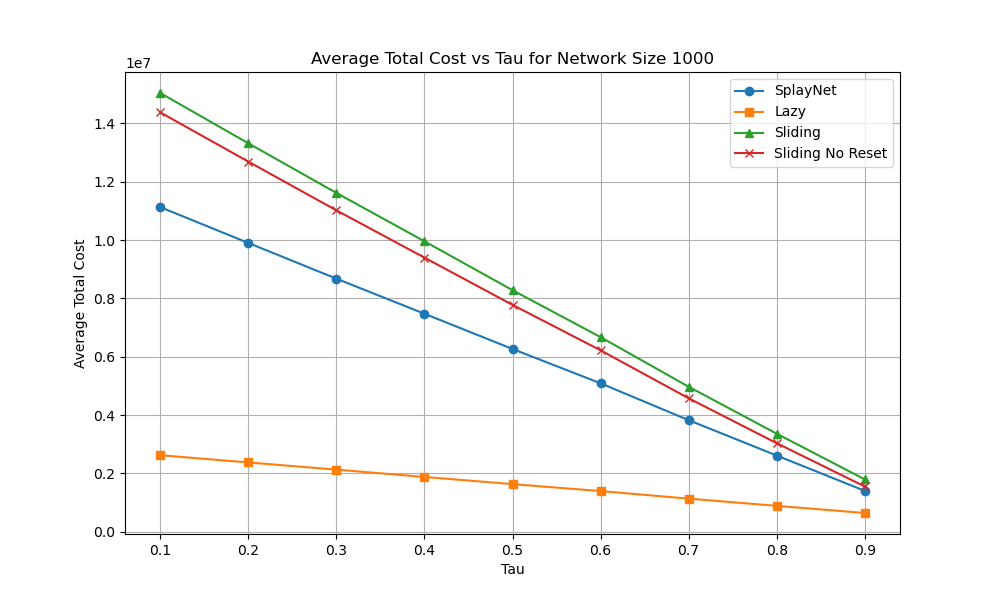 Average Total Cost vs Tau for Network Size 1000
1e7
SplayNet
Lazy
Sliding
Sliding No Reset
Average Total Cost
1.4
1.2
1.0
0.8
0.6
0.4
0.2
0.0
0.1 0.2 0.3 0.4 0.5 0.6 0.7 0.8 0.9
Tau